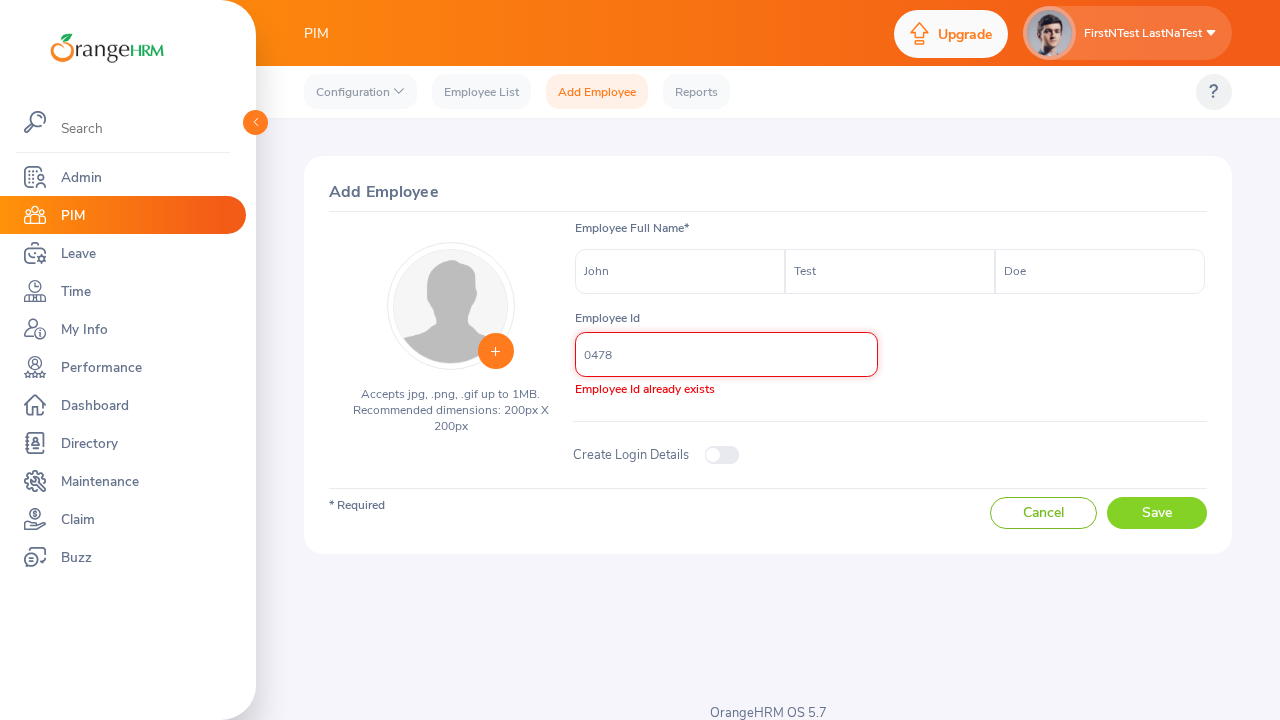 OrangeHRM
PIM
Upgrade
FirstNTest LastNaTest
Configuration
Employee List
Add Employee
Reports
?
Search
Admin
PIM
Leave
Time
My Info
Performance
Dashboard
Directory
Maintenance
Claim
Buzz
Add Employee
Employee Full Name*
John
Test
Doe
Employee Id
0478
Employee Id already exists
Accepts jpg, .png, .gif up to 1MB.
Recommended dimensions: 200px X
200px
Create Login Details
* Required
Cancel
Save
OrangeHRM OS 5.7